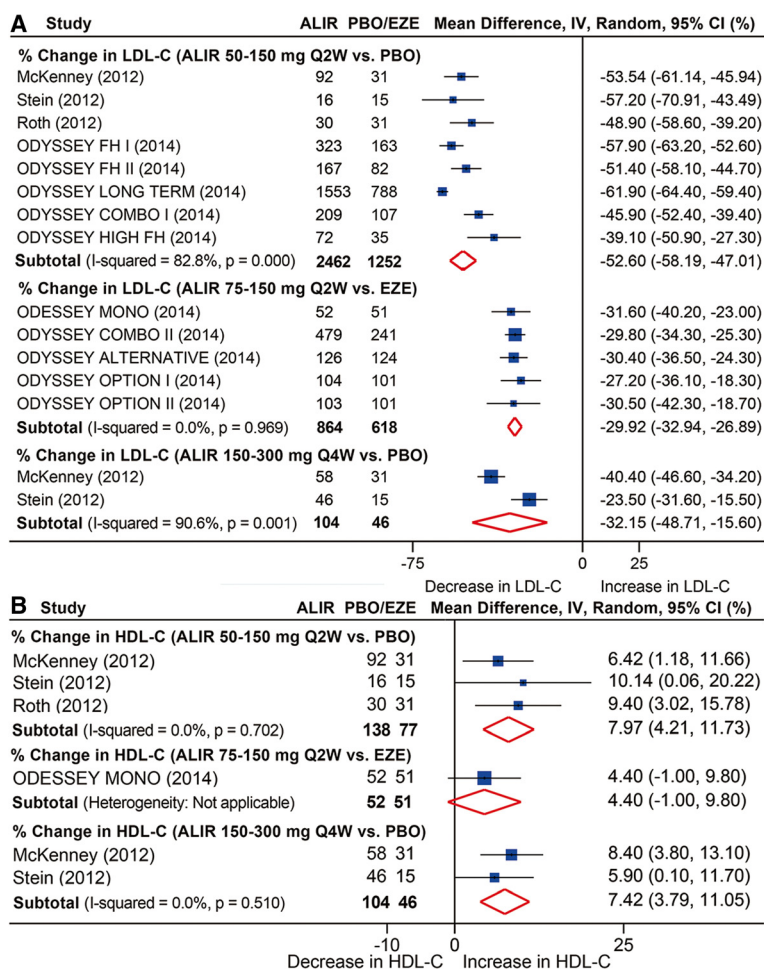 A Study ALIR PBO/EZE Mean Difference, IV, Random, 95% CI (%)
% Change in LDL-C (ALIR 50-150 mg Q2W vs. PBO)
McKenney (2012) 92 31 -53.54 (-61.14, -45.94)
Stein (2012) 16 15 -57.20 (-70.91, -43.49)
Roth (2012) 30 31 -48.90 (-58.60, -39.20)
ODYSSEY FH I (2014) 323 163 -57.90 (-63.20, -52.60)
ODYSSEY FH II (2014) 167 82 -51.40 (-58.10, -44.70)
ODYSSEY LONG TERM (2014) 1553 788 -61.90 (-64.40, -59.40)
ODYSSEY COMBO I (2014) 209 107 -45.90 (-52.40, -39.40)
ODYSSEY HIGH FH (2014) 72 35 -39.10 (-50.90, -27.30)
Subtotal (I-squared = 82.8%, p = 0.000) 2462 1252 -52.60 (-58.19, -47.01)
% Change in LDL-C (ALIR 75-150 mg Q2W vs. EZE)
ODESSEY MONO (2014) 52 51 -31.60 (-40.20, -23.00)
ODYSSEY COMBO II (2014) 479 241 -29.80 (-34.30, -25.30)
ODYSSEY ALTERNATIVE (2014) 126 124 -30.40 (-36.50, -24.30)
ODYSSEY OPTION I (2014) 104 101 -27.20 (-36.10, -18.30)
ODYSSEY OPTION II (2014) 103 101 -30.50 (-42.30, -18.70)
Subtotal (I-squared = 0.0%, p = 0.969) 864 618 -29.92 (-32.94, -26.89)
% Change in LDL-C (ALIR 150-300 mg Q4W vs. PBO)
McKenney (2012) 58 31 -40.40 (-46.60, -34.20)
Stein (2012) 46 15 -23.50 (-31.60, -15.50)
Subtotal (I-squared = 90.6%, p = 0.001) 104 46 -32.15 (-48.71, -15.60)
-75 0 25
Decrease in LDL-C Increase in LDL-C
B Study ALIR PBO/EZE Mean Difference, IV, Random, 95% CI (%)
% Change in HDL-C (ALIR 50-150 mg Q2W vs. PBO)
McKenney (2012) 92 31 6.42 (1.18, 11.66)
Stein (2012) 16 15 10.14 (0.06, 20.22)
Roth (2012) 30 31 9.40 (3.02, 15.78)
Subtotal (I-squared = 0.0%, p = 0.702) 138 77 7.97 (4.21, 11.73)
% Change in HDL-C (ALIR 75-150 mg Q2W vs. EZE)
ODESSEY MONO (2014) 52 51 4.40 (-1.00, 9.80)
Subtotal (Heterogeneity: Not applicable) 52 51 4.40 (-1.00, 9.80)
% Change in HDL-C (ALIR 150-300 mg Q4W vs. PBO)
McKenney (2012) 58 31 8.40 (3.80, 13.10)
Stein (2012) 46 15 5.90 (0.10, 11.70)
Subtotal (I-squared = 0.0%, p = 0.510) 104 46 7.42 (3.79, 11.05)
-10 0 25
Decrease in HDL-C Increase in HDL-C